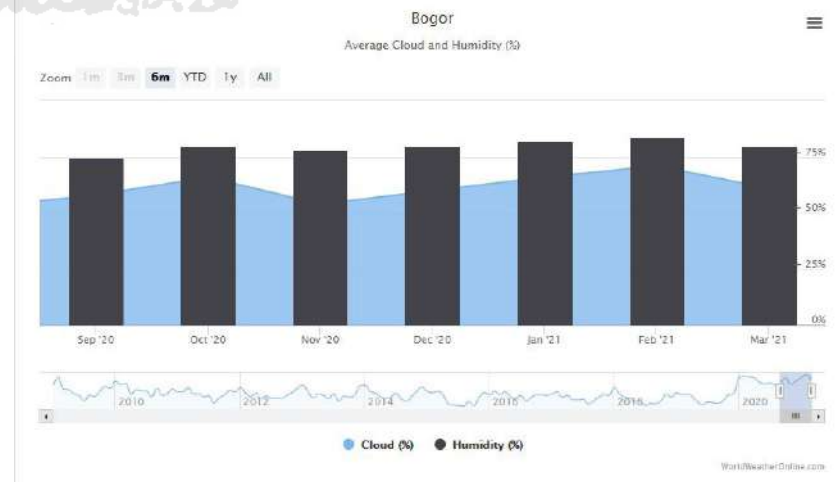 Bogor
Average Cloud and Humidity (%)
Zoom 1m 3m 6m YTD 1y All
75%
50%
25%
0%
Sep '20 Oct '20 Nov '20 Dec '20 Jan '21 Feb '21 Mar '21
2010 2012 2014 2016 2018 2020
Cloud (%) Humidity (%)
WorldWeatherOnline.com